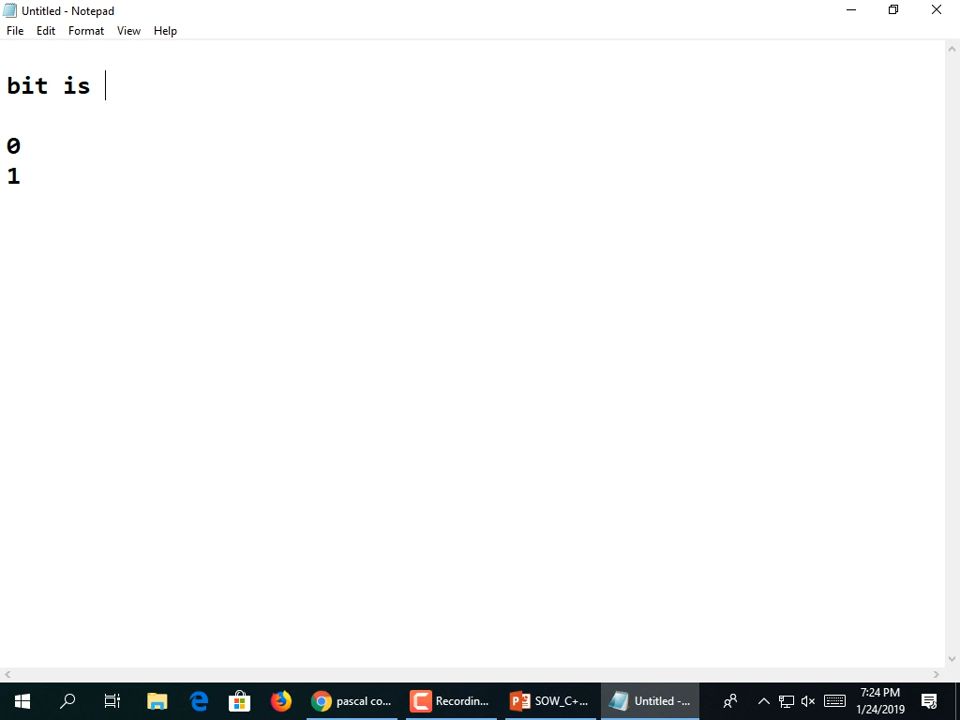 Untitled - Notepad
File Edit Format View Help
bit is
0
1
pascal co...
Recordin...
SOW_C+...
Untitled -...
7:24 PM
1/24/2019